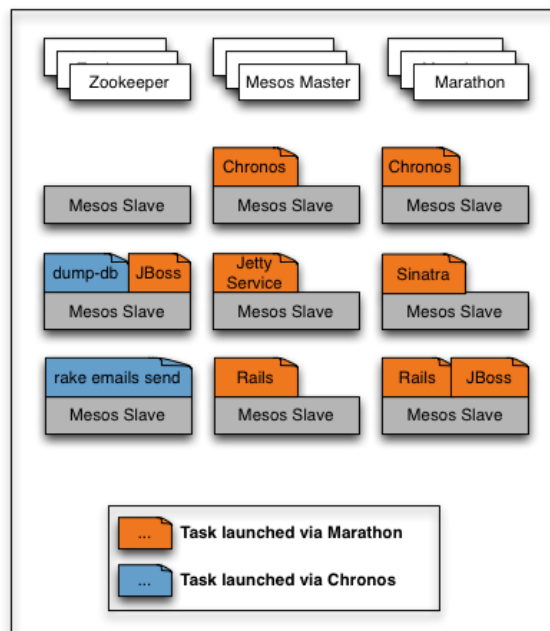 Zookeeper
Mesos Master
Marathon
Chronos
Chronos
Mesos Slave
Mesos Slave
Mesos Slave
dump-db
JBoss
Jetty
Service
Sinatra
Mesos Slave
Mesos Slave
Mesos Slave
rake emails send
Rails
Rails
JBoss
Mesos Slave
Mesos Slave
Mesos Slave
... Task launched via Marathon
... Task launched via Chronos